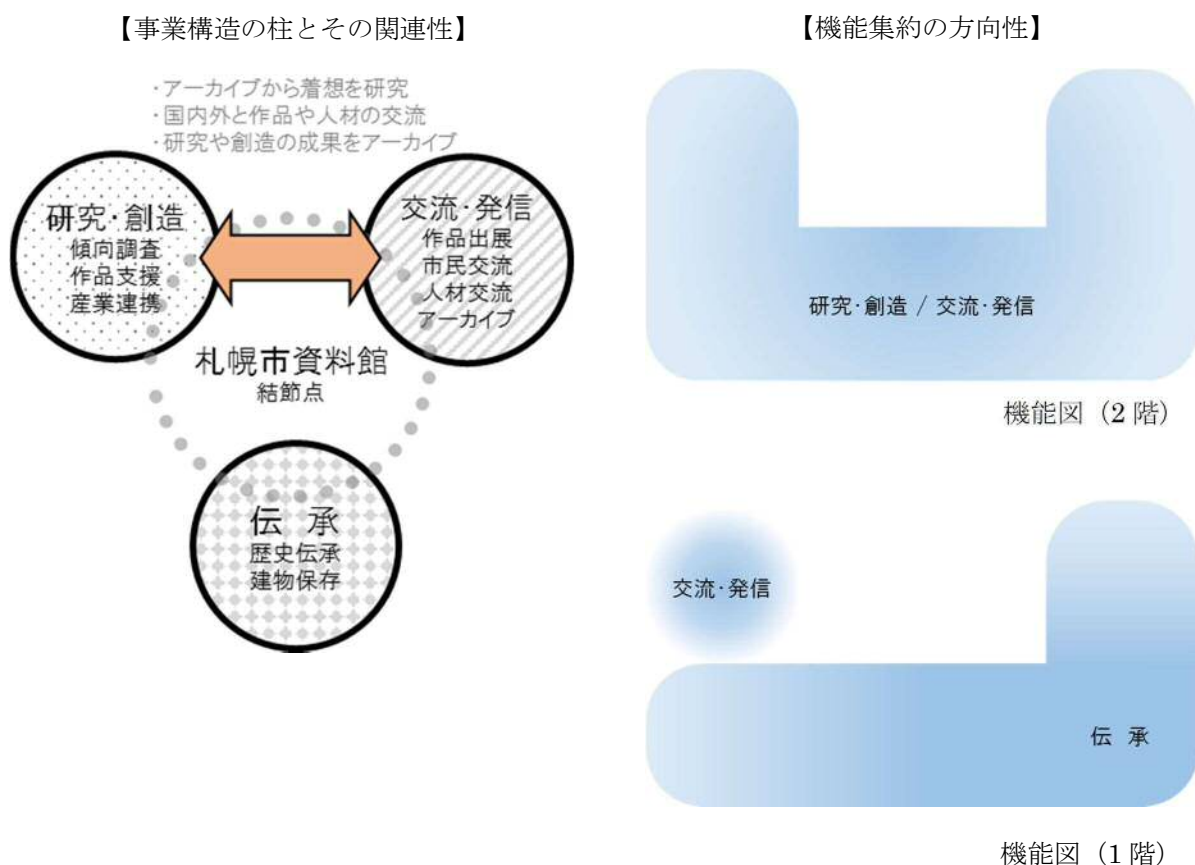 【事業構造の柱とその関連性】
・アーカイブから着想を研究
・国内外と作品や人材の交流
・研究や創造の成果をアーカイブ
研究・創造
傾向調査
作品支援
産業連携
交流・発信
作品出展
市民交流
人材交流
アーカイブ
札幌市資料館
結節点
伝 承
歴史伝承
建物保存
【機能集約の方向性】
研究・創造 / 交流・発信
機能図（2 階）
交流・発信
伝 承
機能図（1 階）